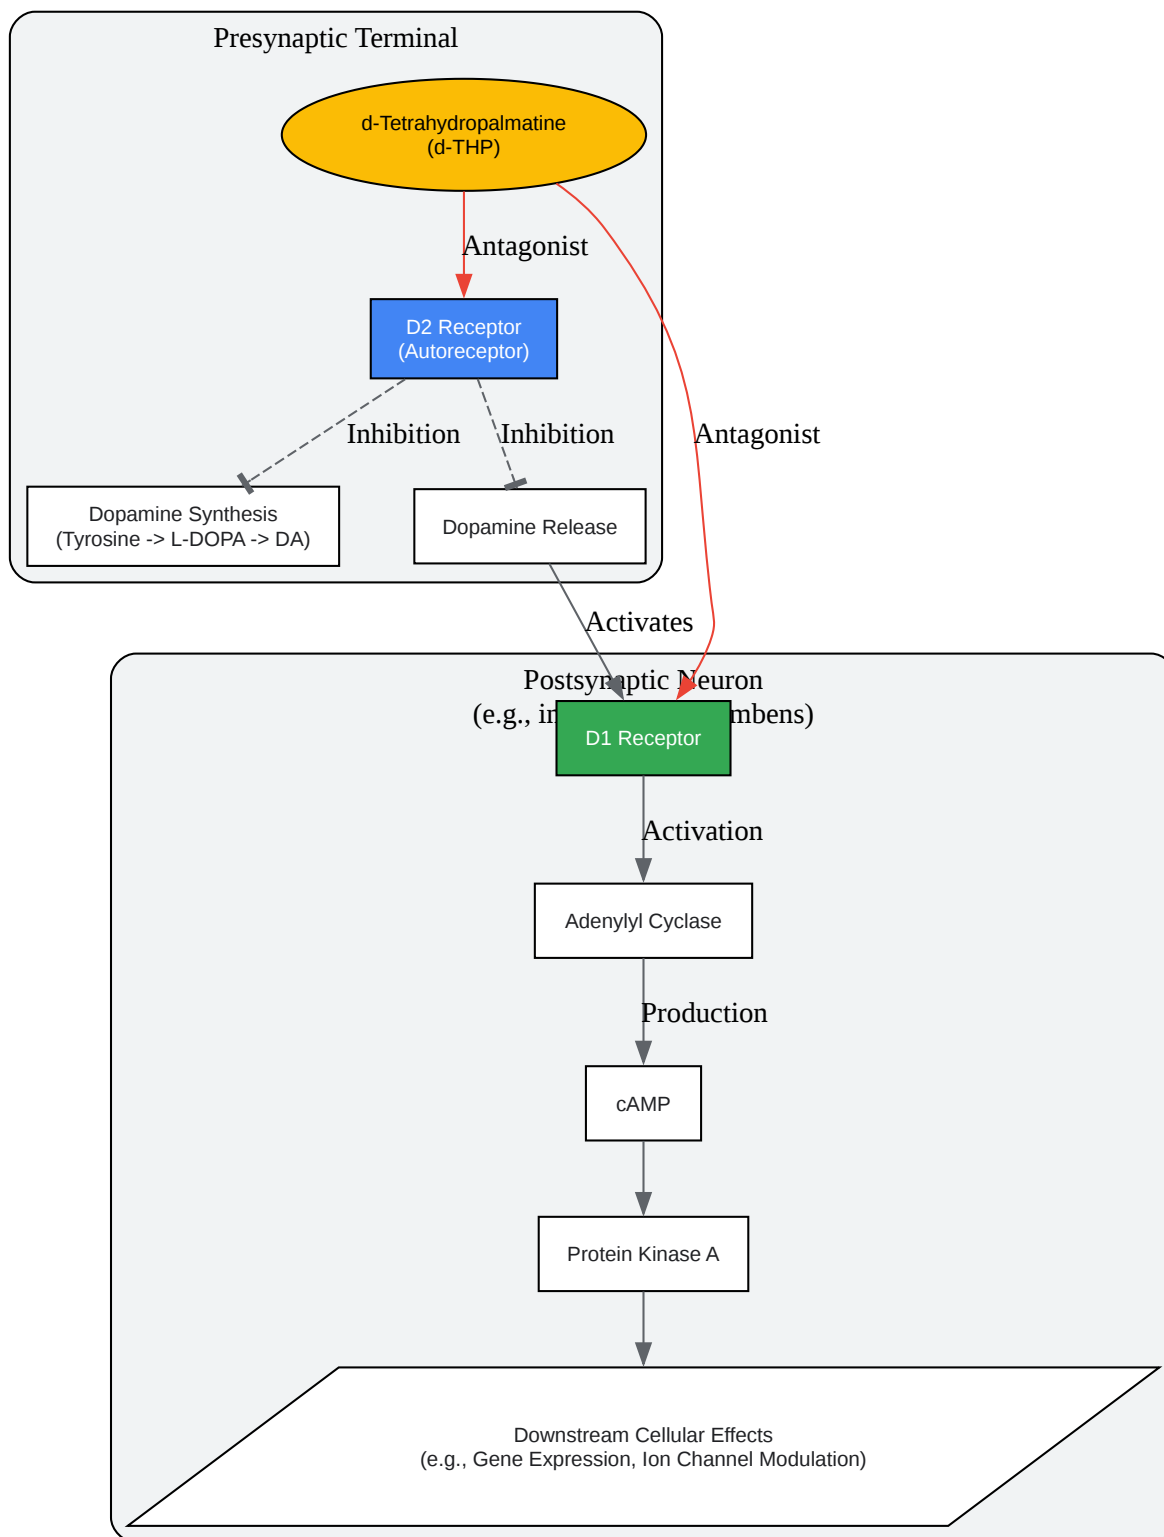 Presynaptic Terminal
d-Tetrahydropalmatine
(d-THP)
Antagonist
D2 Receptor
(Autoreceptor)
Inhibition
Inhibition
Antagonist
Dopamine Synthesis
(Tyrosine -> L-DOPA -> DA)
Dopamine Release
Activates
Postsynaptic Neuron
(e.g.,
D1 Receptor
Activation
Adenylyl Cyclase
Production
cAMP
Protein Kinase A
Downstream Cellular Effects
(e.g., Gene Expression, Ion Channel Modulation)